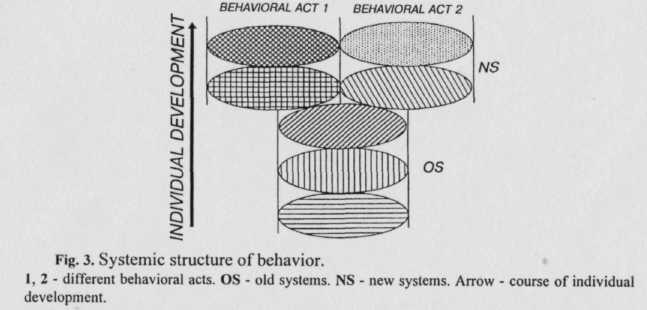 BEHAVIORAL ACT 1
BEHAVIORAL ACT 2
INDIVIDUAL DEVELOPMENT
NS
OS
Fig. 3. Systemic structure of behavior.
1, 2 - different behavioral acts. OS - old systems. NS - new systems. Arrow - course of individual
development.